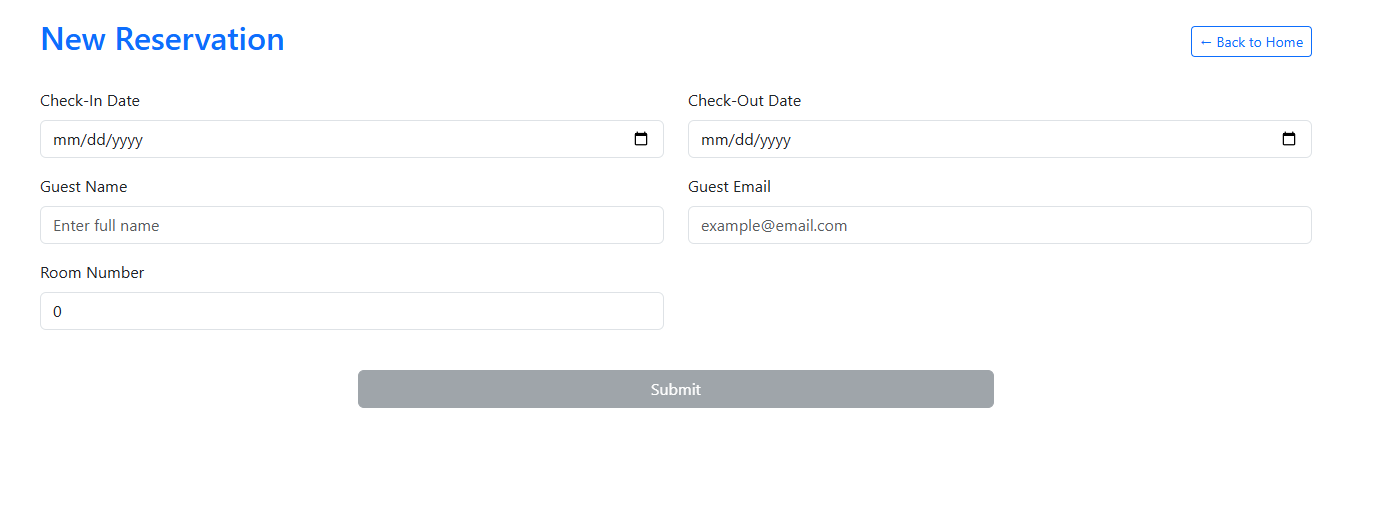 New Reservation
← Back to Home
Check-In Date
Check-Out Date
mm/dd/yyyy
mm/dd/yyyy
Guest Name
Guest Email
Enter full name
example@email.com
Room Number
0
Submit